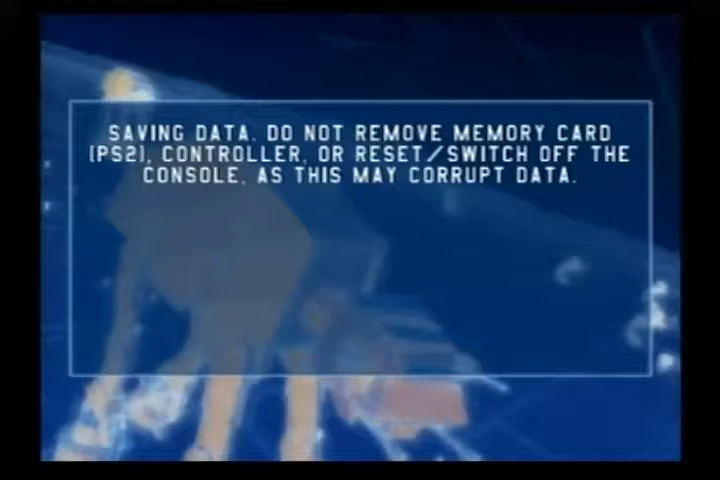 SAVING DATA. DO NOT REMOVE MEMORY CARD
(PS2), CONTROLLER, OR RESET/SWITCH OFF THE
CONSOLE, AS THIS MAY CORRUPT DATA.